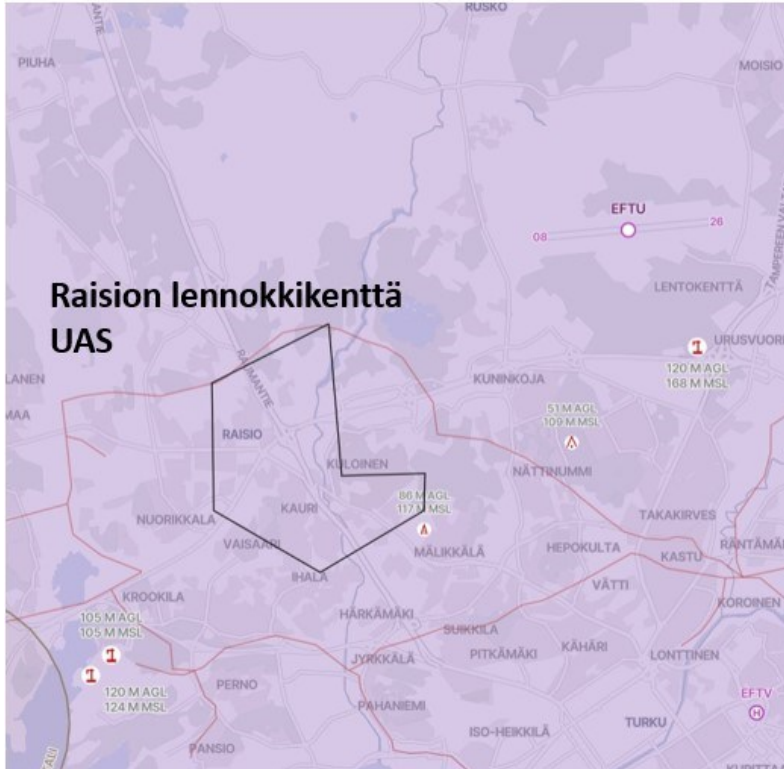 RUSKO
RAUMANTIE
PIUHA
MOISIO
EFTU
08
26
TAMPEREEN
LENTOKENTTÄ
Raision lennokkikenttä
UAS
120 M AGL
168 M MSL
KUNINKOJA
RAUMANTIE
51 M AGL
109 M MSL
RAISIO
KULOINEN
NÄTTINUMMI
86 M AGL
117 M MSL
KAURI
NUORIKKALA
TAKAKIRVES
VAISAARI
MÄLIKKÄLÄ
HEPOKULTA
KASTU
IHALA
VÄTTI
KROOKILA
KOROINEN
105 M AGL
105 M MSL
HÄRKÄMÄKI
SUIKKILA
KÄHÄRI
JYRKKÄLÄ
PITKÄMÄKI
LONTTINEN
120 M AGL
124 M MSL
PERNO
EFTV
H
PAHANIEMI
TURKU
ISO-HEIKKILÄ
PANSIO